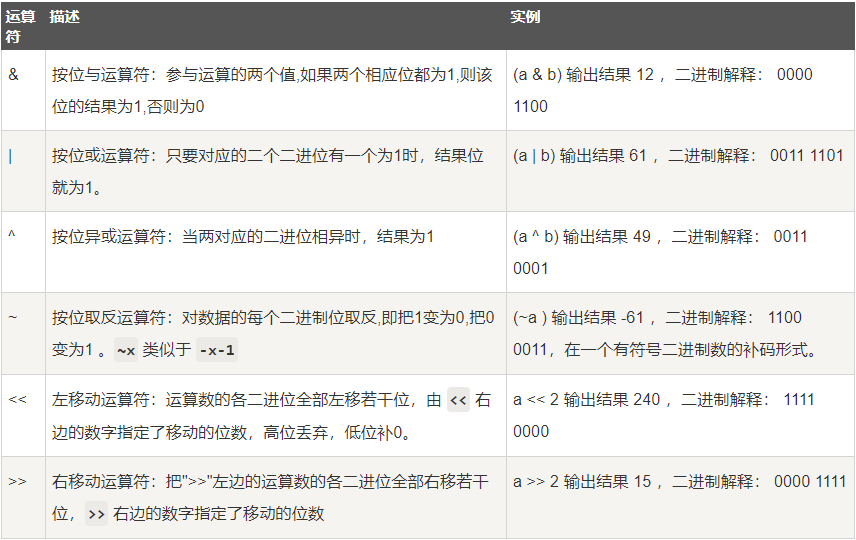 运算符 描述 实例
& 按位与运算符：参与运算的两个值,如果两个相应位都为1,则该 (a & b) 输出结果 12 ，二进制解释： 0000
位的结果为1,否则为0 1100
| 按位或运算符：只要对应的二个二进位有一个为1时，结果位 (a | b) 输出结果 61 ，二进制解释： 0011 1101
就为1。
^ 按位异或运算符：当两对应的二进位相异时，结果为1 (a ^ b) 输出结果 49 ，二进制解释： 0011
0001
~ 按位取反运算符：对数据的每个二进制位取反,即把1变为0,把0 (~a ) 输出结果 -61 ，二进制解释： 1100
变为1 。~x 类似于 -x-1 0011，在一个有符号二进制数的补码形式。
<< 左移动运算符：运算数的各二进位全部左移若干位，由 << 右 a << 2 输出结果 240 ，二进制解释： 1111
边的数字指定了移动的位数，高位丢弃，低位补0。 0000
>> 右移动运算符：把">>"左边的运算数的各二进位全部右移若干 a >> 2 输出结果 15 ，二进制解释： 0000 1111
位，>> 右边的数字指定了移动的位数